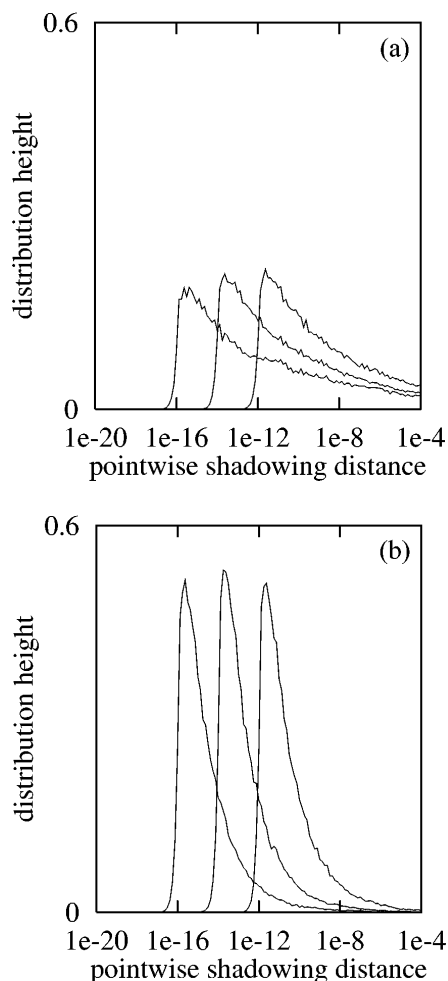 0.6
(a)
distribution height
0
1e-20 1e-16 1e-12 1e-8 1e-4
pointwise shadowing distance
0.6
(b)
distribution height
0
1e-20 1e-16 1e-12 1e-8 1e-4
pointwise shadowing distance